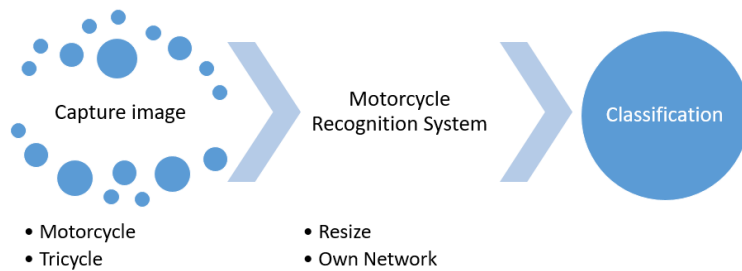 Capture image
Motorcycle
Recognition System
Classification
• Motorcycle
• Tricycle
• Resize
• Own Network